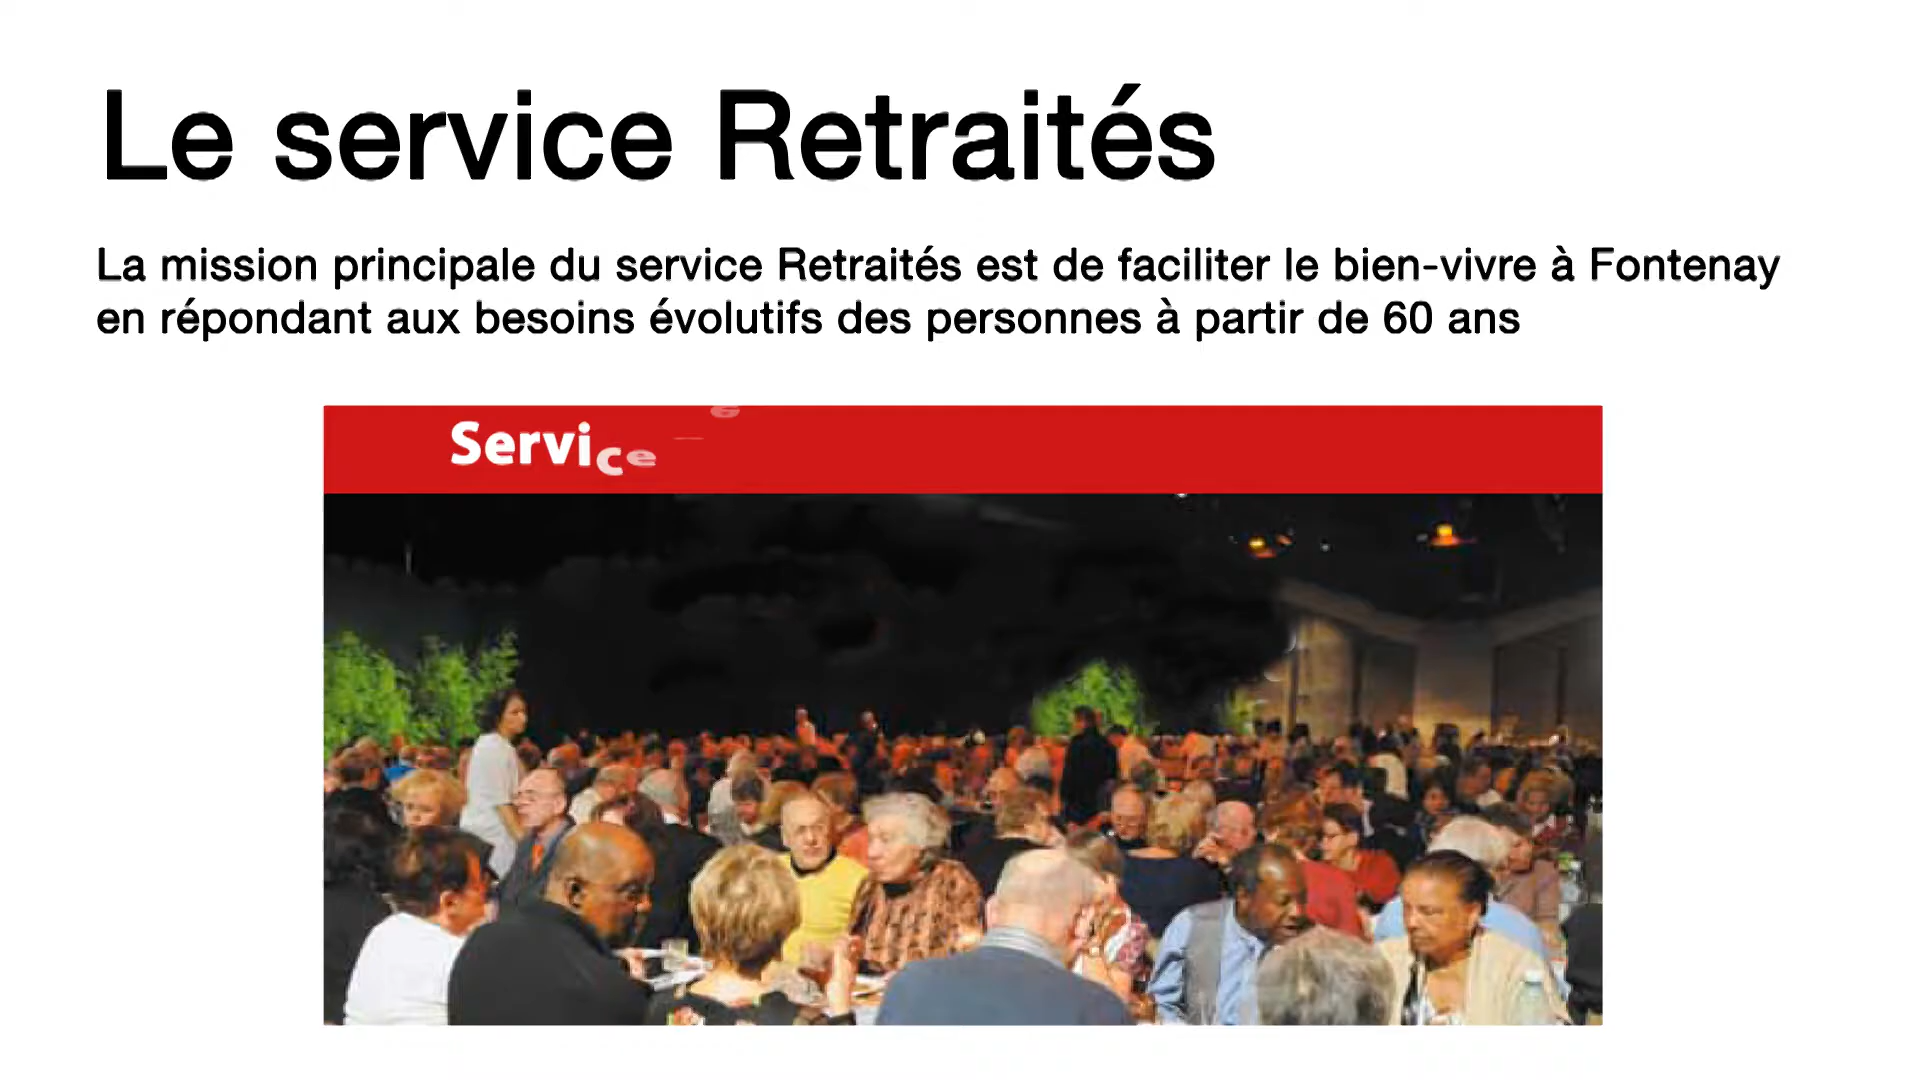 Le service Retraités
La mission principale du service Retraités est de faciliter le bien-vivre à Fontenay
en répondant aux besoins évolutifs des personnes à partir de 60 ans
Service